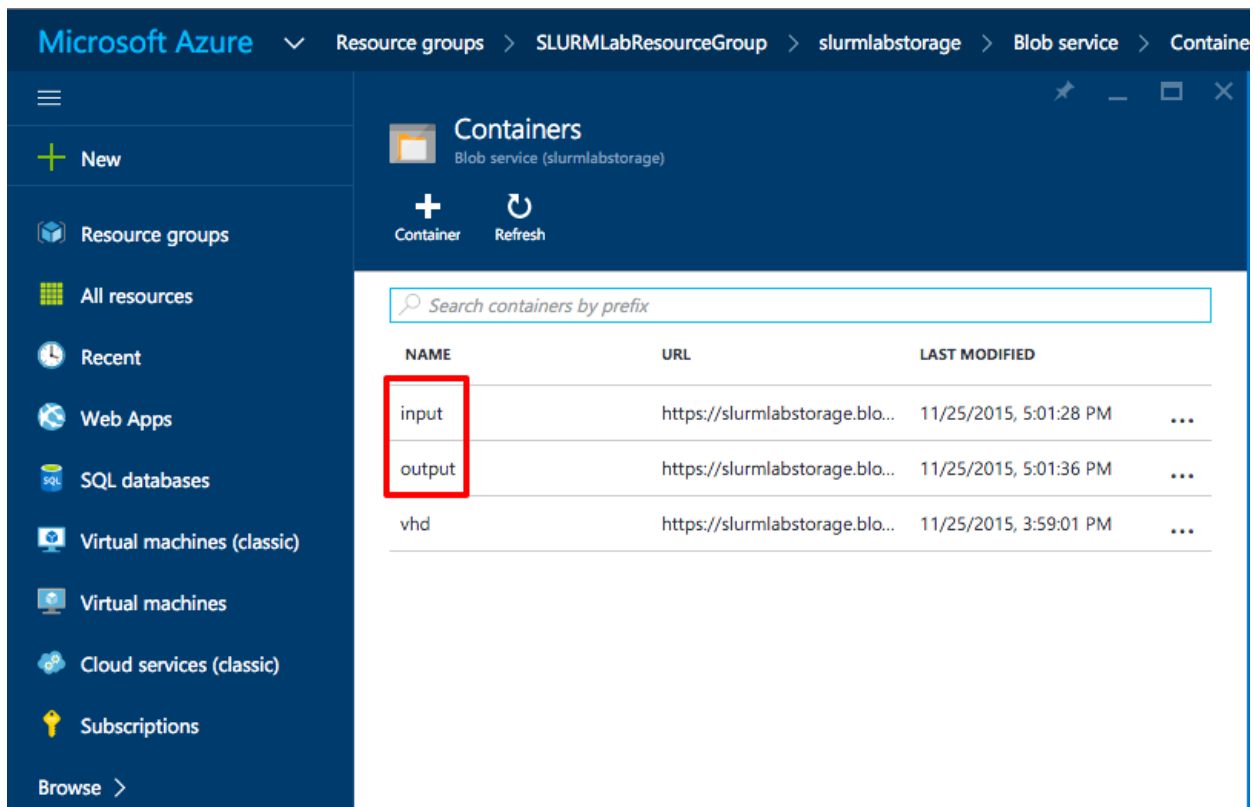 Microsoft Azure Resource groups > SLURMLabResourceGroup > slurmlabstorage > Blob service > Containe
New
Resource groups
All resources
Recent
Web Apps
SQL
SQL databases
Virtual machines (classic)
Virtual machines
Cloud services (classic)
Subscriptions
Browse >
Containers
Blob service (slurmlabstorage)
Container Refresh
Search containers by prefix
NAME URL LAST MODIFIED
input https://slurmlabstorage.blo... 11/25/2015, 5:01:28 PM ...
output https://slurmlabstorage.blo... 11/25/2015, 5:01:36 PM ...
vhd https://slurmlabstorage.blo... 11/25/2015, 3:59:01 PM ...